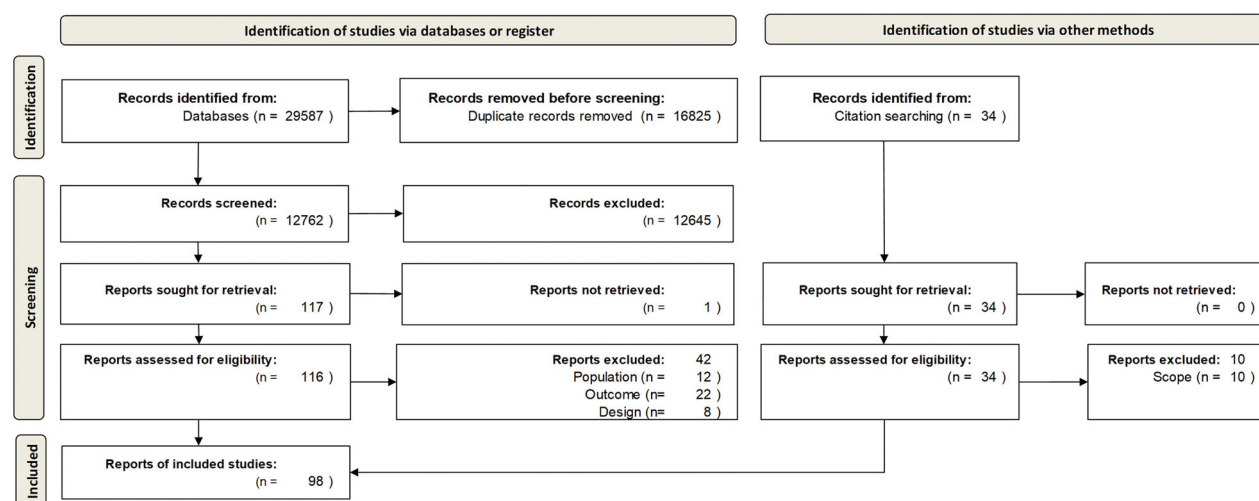 Identification of studies via databases or register
Identification of studies via other methods
Identification
Records identified from:
Databases (n = 29587 )
Records removed before screening:
Duplicate records removed (n = 16825 )
Records identified from:
Citation searching (n = 34 )
Screening
Records screened:
(n = 12762 )
Records excluded:
(n = 12645 )
Reports sought for retrieval:
(n = 117 )
Reports not retrieved:
(n = 1 )
Reports sought for retrieval:
(n = 34 )
Reports not retrieved:
(n = 0 )
Reports assessed for eligibility:
(n = 116 )
Reports excluded: 42
Population (n = 12 )
Outcome (n= 22 )
Design (n= 8 )
Reports assessed for eligibility:
(n = 34 )
Reports excluded: 10
Scope (n = 10 )
Included
Reports of included studies:
(n = 98 )